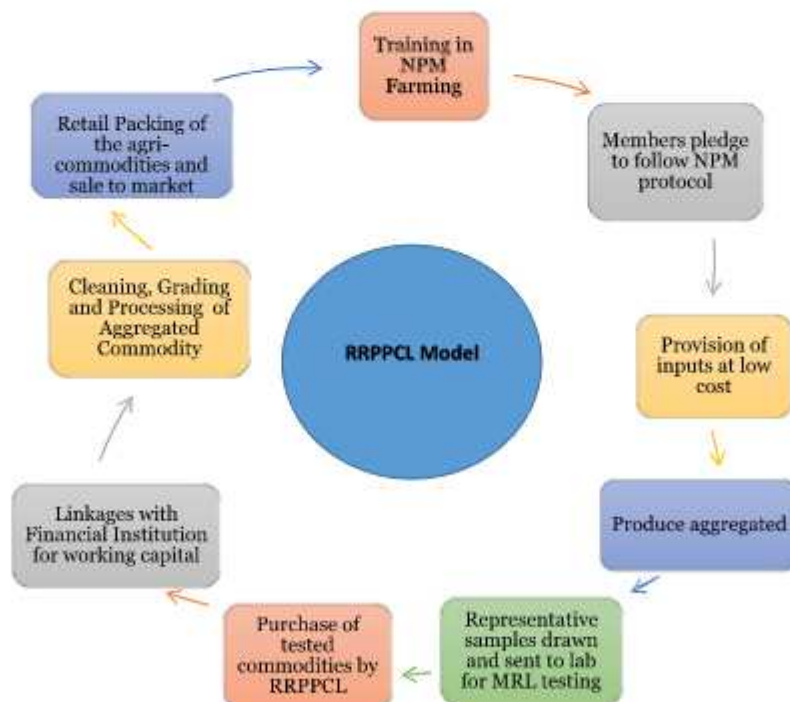 Training in
NPM
Farming
Members pledge
to follow NPM
protocol
Provision of
inputs at low
cost
Produce aggregated
Representative
samples drawn
and sent to lab
for MRL testing
Purchase of
tested
commodities by
RRPPCL
Linkages with
Financial Institution
for working capital
Cleaning, Grading
and Processing of
Aggregated
Commodity
Retail Packing of
the agri-
commodities and
sale to market
RRPPCL Model